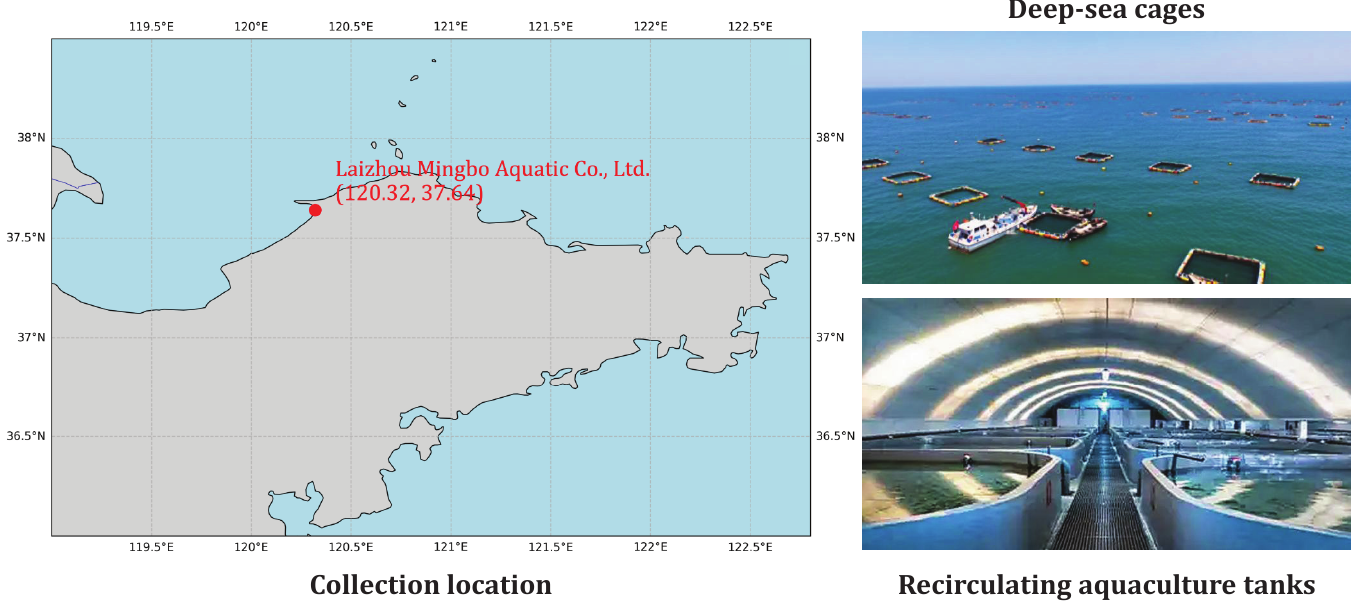 Deep-sea cages
119.5°E 120°E 120.5°E 121°E 121.5°E 122°E 122.5°E
38°N 38°N
Laizhou Mingbo Aquatic Co., Ltd.
(120.32, 37.64)
37.5°N 37.5°N
37°N 37°N
36.5°N 36.5°N
119.5°E 120°E 120.5°E 121°E 121.5°E 122°E 122.5°E
Collection location
Recirculating aquaculture tanks